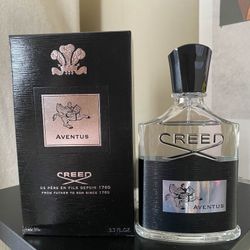 AVENTUS
CREED
DE PÈRE EN FILS DEPUIS 1760
FROM FATHER TO SON SINCE 1760
3.3 FL.OZ.
CREED
AVENTUS